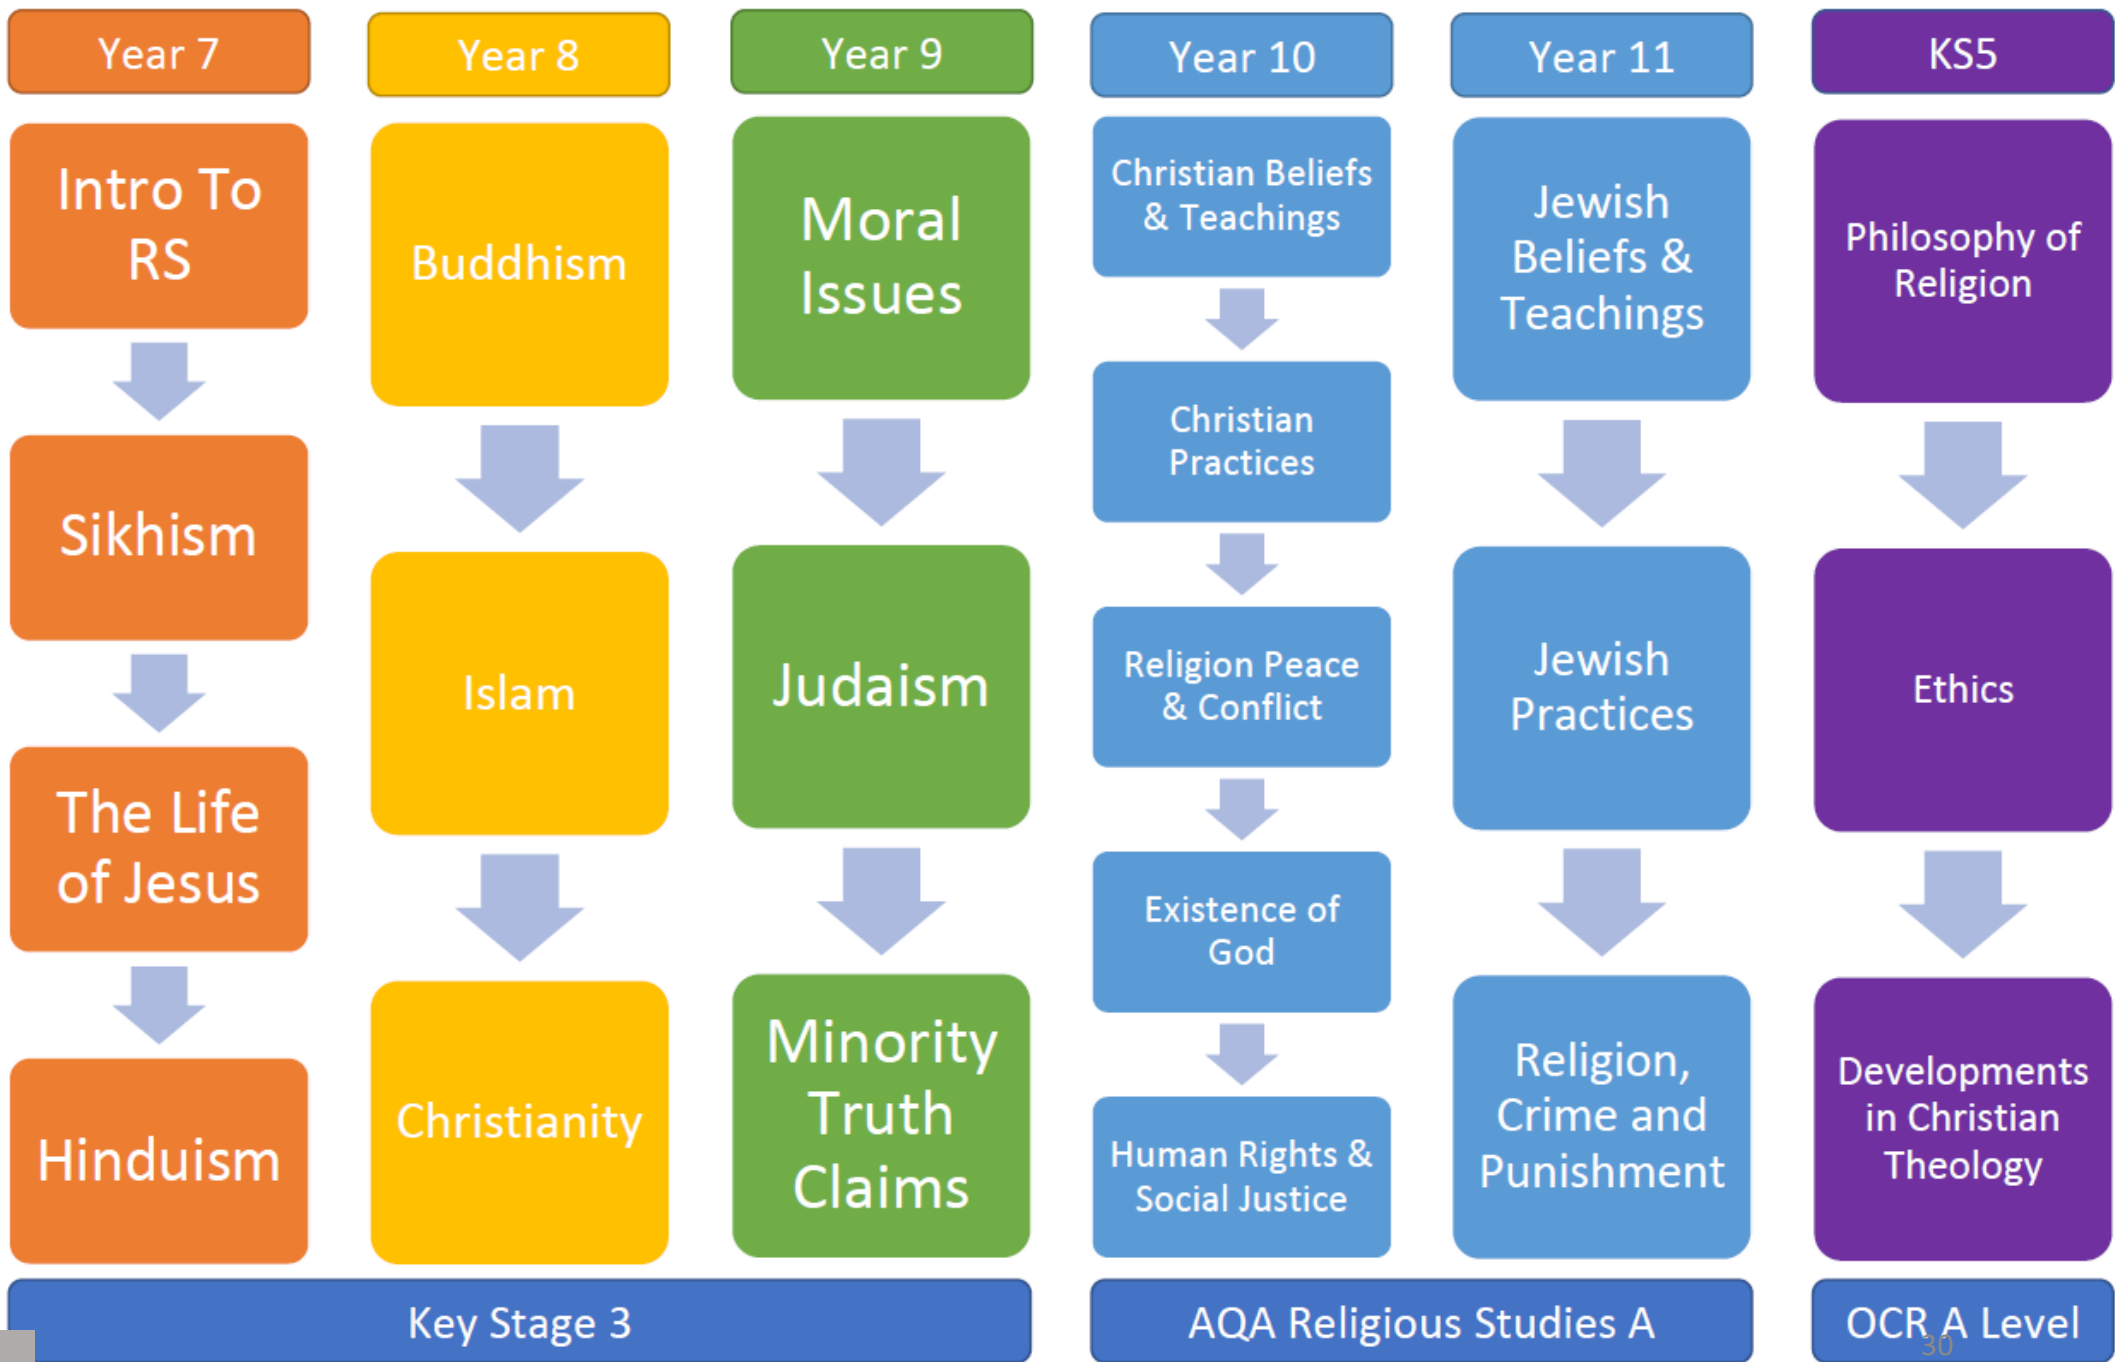 Year 7
Intro To
RS
Sikhism
The Life
of Jesus
Hinduism
Year 8
Buddhism
Islam
Christianity
Year 9
Moral
Issues
Judaism
Minority
Truth
Claims
Key Stage 3
Year 10
Christian Beliefs
& Teachings
Christian
Practices
Religion Peace
& Conflict
Existence of
God
Human Rights &
Social Justice
Year 11
Jewish
Beliefs &
Teachings
Jewish
Practices
Religion,
Crime and
Punishment
AQA Religious Studies A
KS5
Philosophy of
Religion
Ethics
Developments
in Christian
Theology
OCR A Level
30